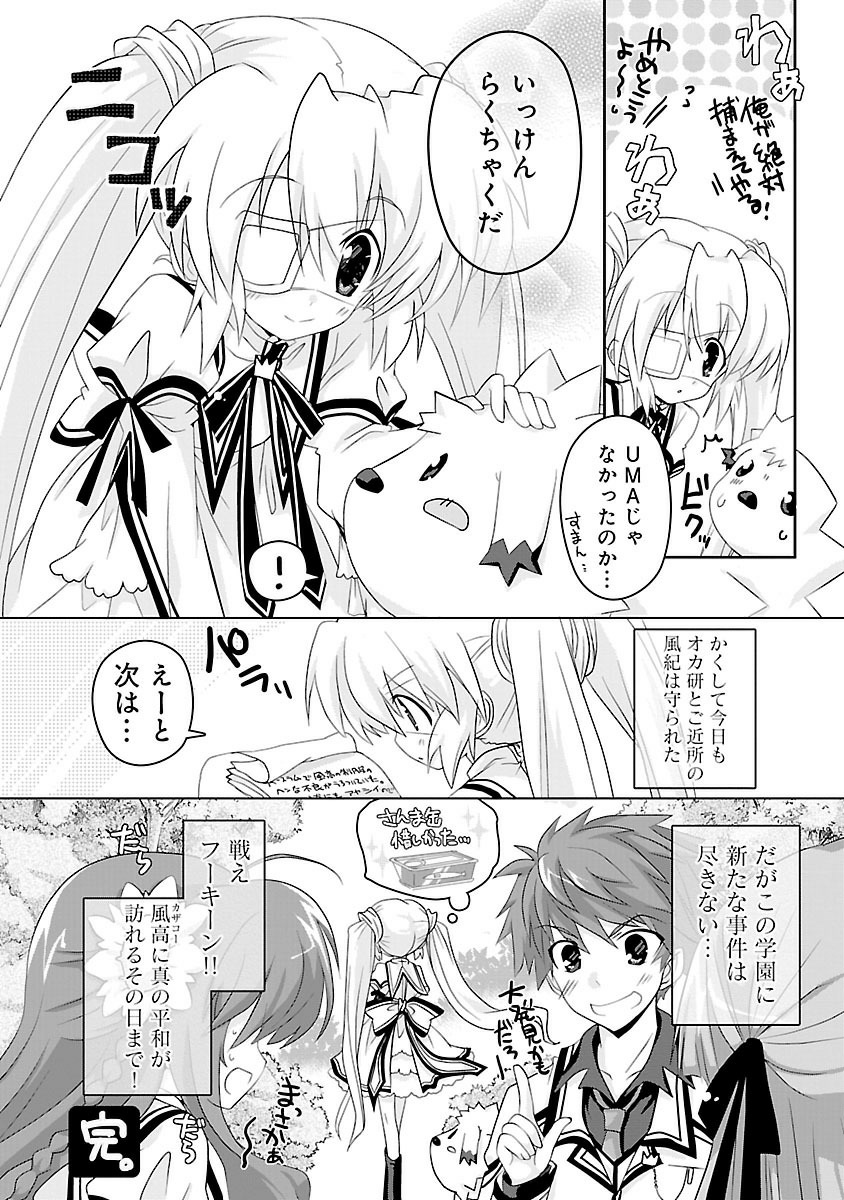 わぁ
やめとこう
よ〜〜
俺が絶対
捕まえてやる!
わぁ
ビクッ
いっけん
らくちゃくだ
ニコッ
UMAじゃ
なかったのか…
すまん…
!
かくして今日も
オカ研とご近所の
風紀は守られた
パラ
えーと
次は…
だがこの学園に
新たな事件は
尽きない…
さんま缶
惜しかった…
大発見かも
だろー!
戦え
フーキーン!!
風高に真の平和が
カザコー
訪れるその日まで!
まっさかぁ
だら
だら
完。